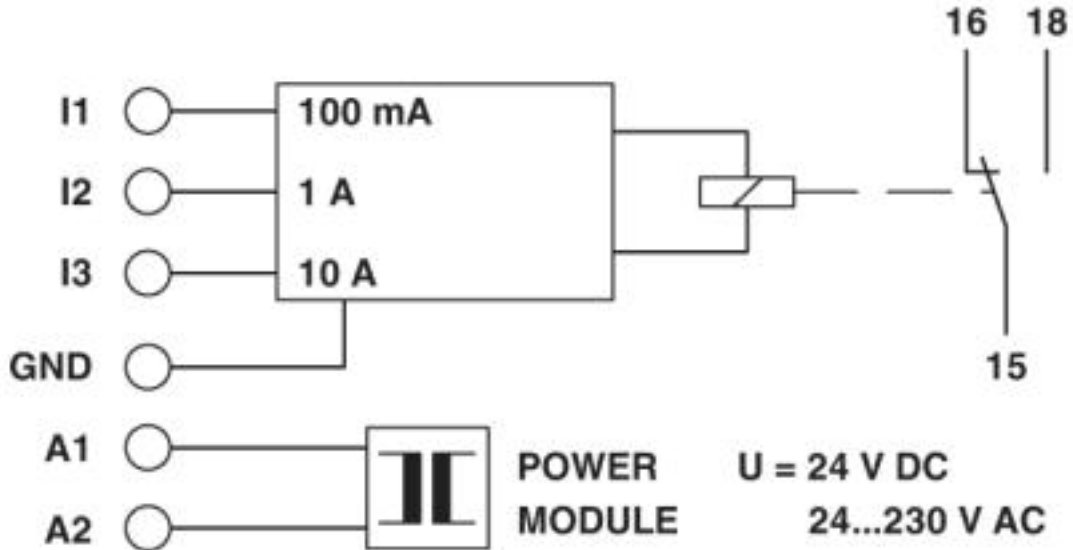 16 18
I1 100 mA
I2 1 A
I3 10 A
GND
15
A1
POWER U = 24 V DC
A2 MODULE 24...230 V AC